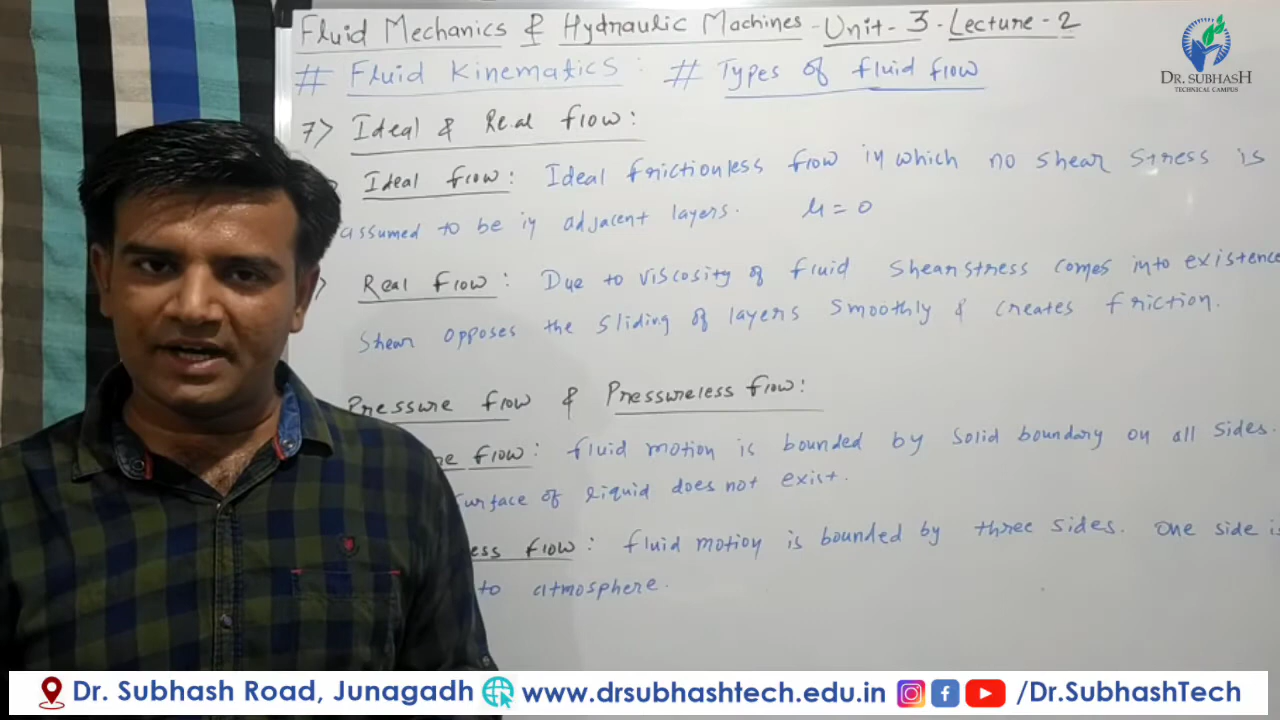 Fluid Mechanics & Hydraulic Machines - Unit - 3 - Lecture - 2
DR. SUBHASH
TECHNICAL CAMPUS
# Fluid Kinematics : # Types of fluid flow
7> Ideal & Real flow :
Ideal flow : Ideal frictionless flow in which no shear stress is
assumed to be in adjacent layers. μ = 0
Real flow : Due to viscosity of fluid shear stress comes into existence
Shear opposes the sliding of layers smoothly & creates friction.
Pressure flow & Pressureless flow :
flow : fluid motion is bounded by solid boundary on all sides.
surface of liquid does not exist.
flow : fluid motion is bounded by three sides. One side is
to atmosphere.
Dr. Subhash Road, Junagadh www.drsubhashtech.edu.in /Dr.SubhashTech